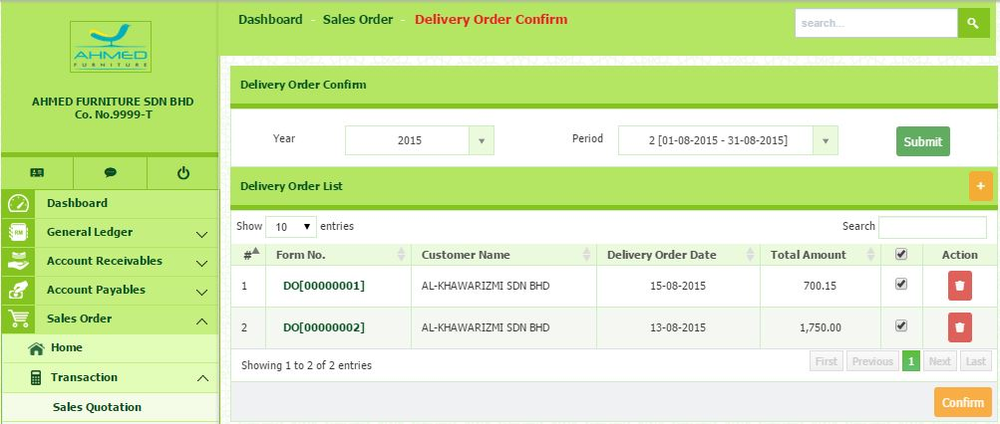 AHMED
FURNITURE
AHMED FURNITURE SDN BHD
Co. No.9999-T
Dashboard
RM
General Ledger
Account Receivables
Account Payables
Sales Order
Home
Transaction
Sales Quotation
Dashboard - Sales Order - Delivery Order Confirm
search...
Delivery Order Confirm
Year 2015 Period 2 [01-08-2015 - 31-08-2015] Submit
Delivery Order List +
Show 10 entries Search
# Form No. Customer Name Delivery Order Date Total Amount Action
1 DO[00000001] AL-KHAWARIZMI SDN BHD 15-08-2015 700.15
2 DO[00000002] AL-KHAWARIZMI SDN BHD 13-08-2015 1,750.00
Showing 1 to 2 of 2 entries First Previous 1 Next Last
Confirm